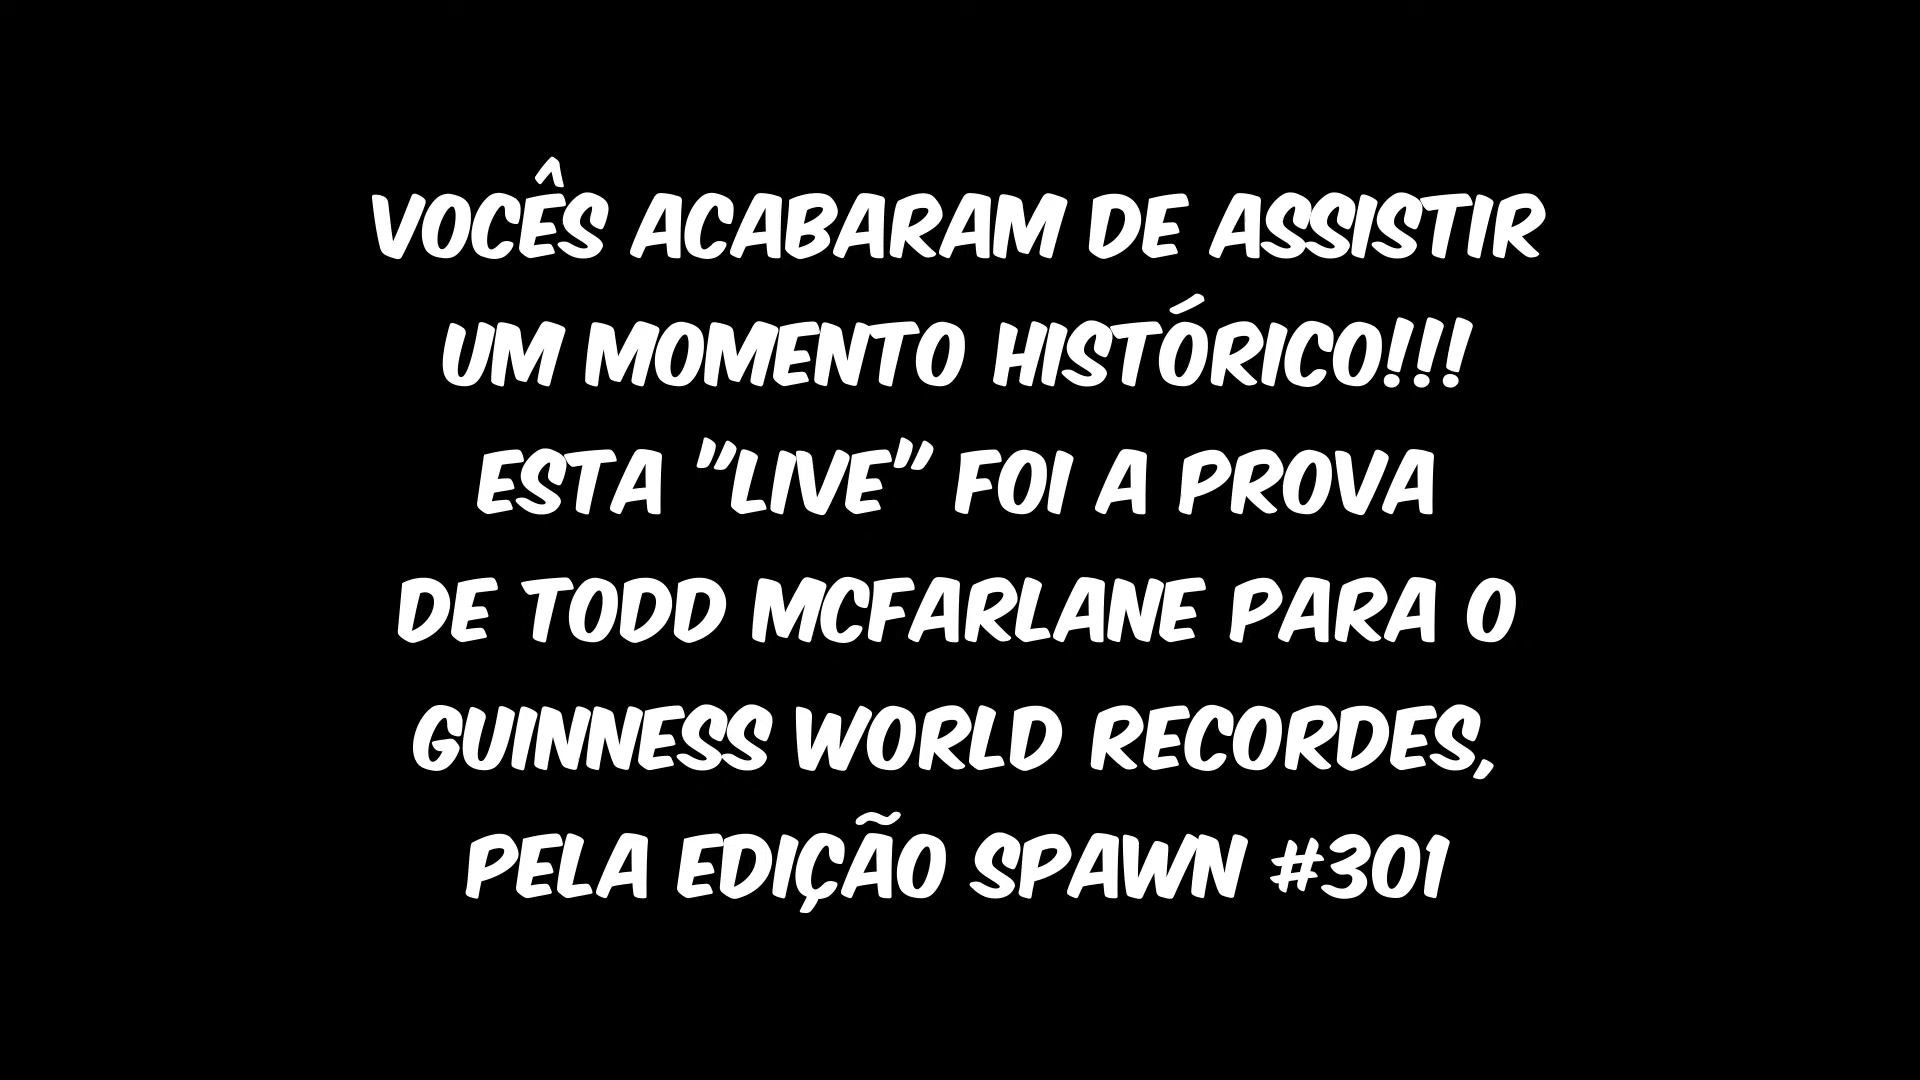 VOCÊS ACABARAM DE ASSISTIR
UM MOMENTO HISTÓRICO!!!
ESTA "LIVE" FOI A PROVA
DE TODD MCFARLANE PARA O
GUINNESS WORLD RECORDES,
PELA EDIÇÃO SPAWN #301